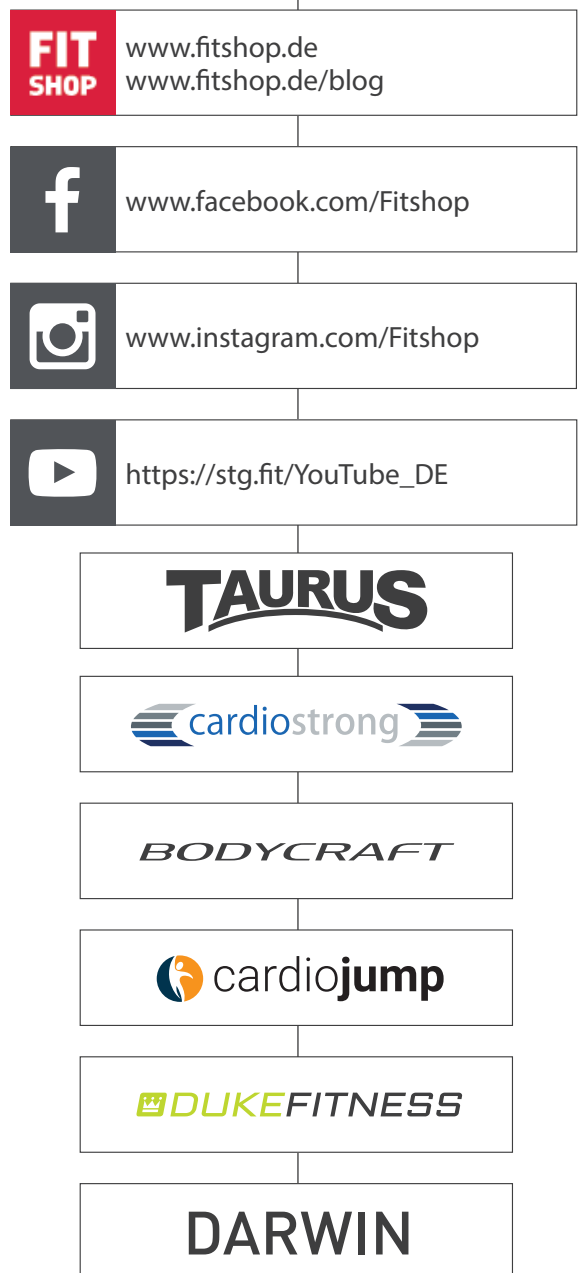 FIT
SHOP
www.fitshop.de
www.fitshop.de/blog
f
www.facebook.com/Fitshop
www.instagram.com/Fitshop
https://stg.fit/YouTube_DE
TAURUS
cardiostrong
BODYCRAFT
cardiojump
DUKEFITNESS
DARWIN